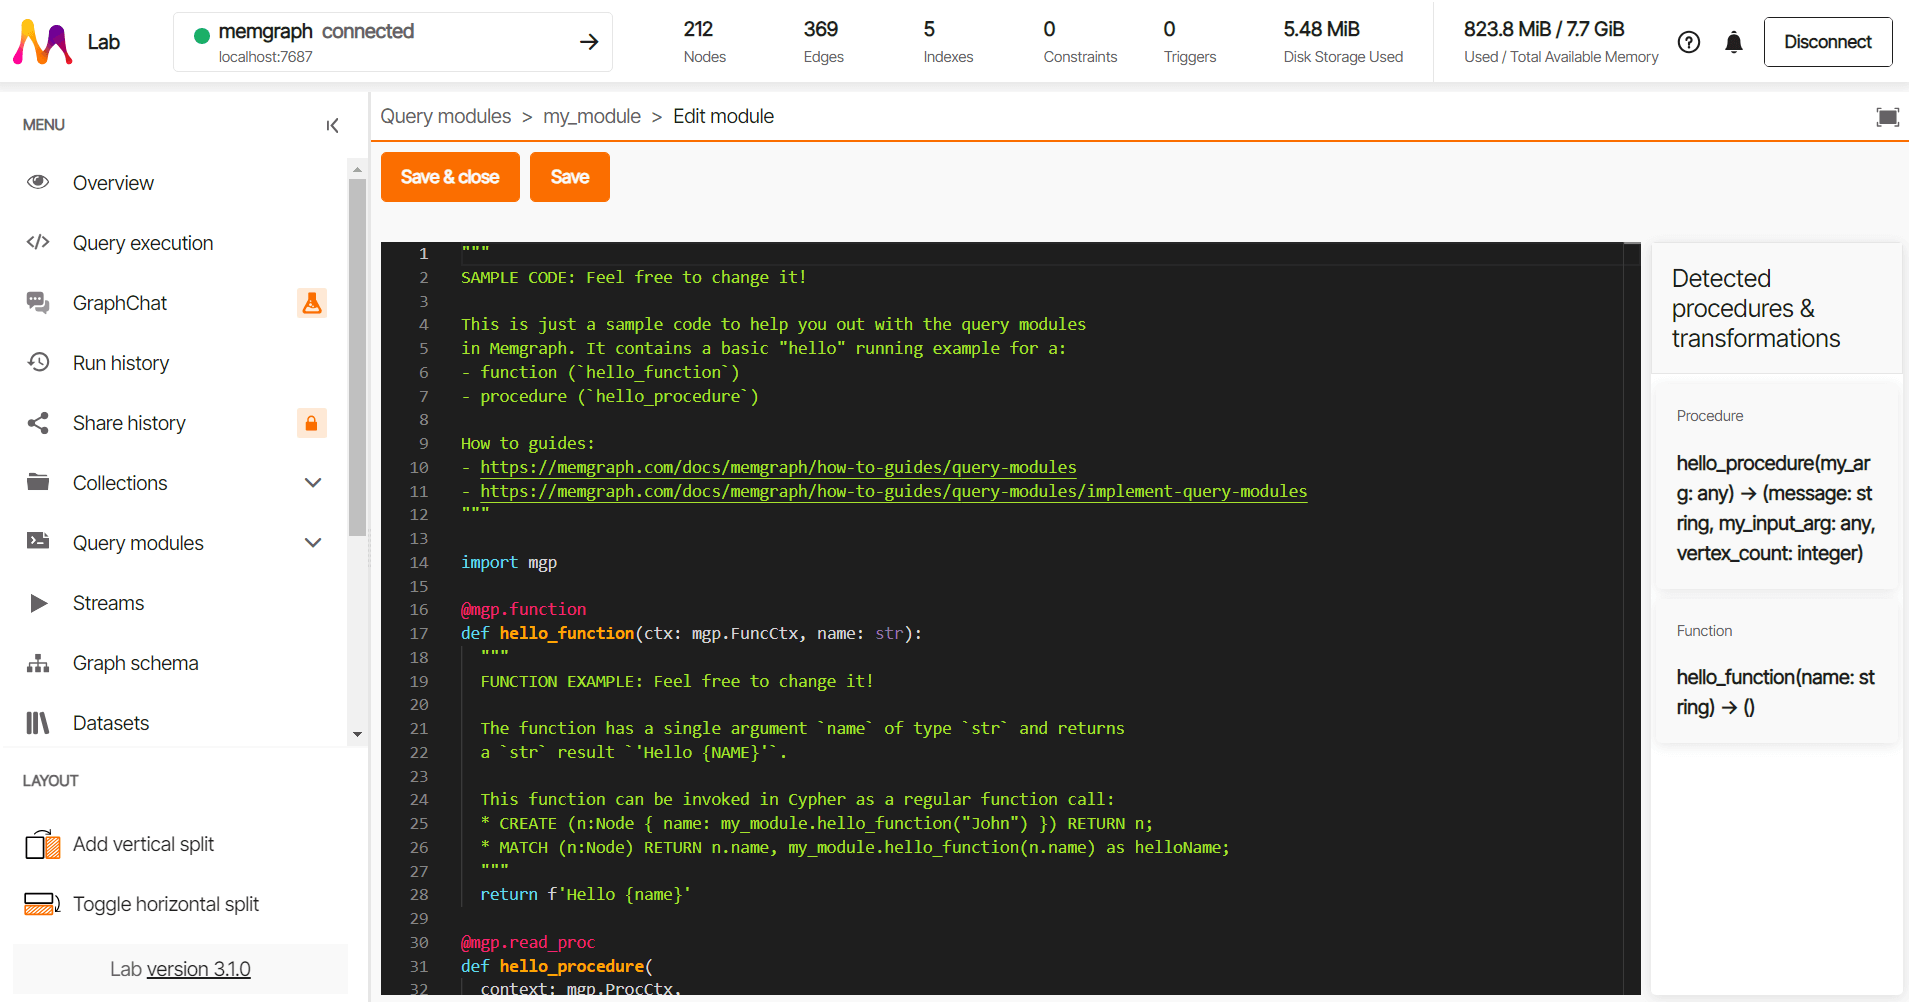 Lab
memgraph connected
localhost:7687
212
Nodes
369
Edges
5
Indexes
0
Constraints
0
Triggers
5.48 MiB
Disk Storage Used
823.8 MiB / 7.7 GiB
Used / Total Available Memory
Disconnect
MENU
Overview
Query execution
GraphChat
Run history
Share history
Collections
Query modules
Streams
Graph schema
Datasets
LAYOUT
Add vertical split
Toggle horizontal split
Lab version 3.1.0
Query modules > my_module > Edit module
Save & close
Save
1 """
2 SAMPLE CODE: Feel free to change it!
3
4 This is just a sample code to help you out with the query modules
5 in Memgraph. It contains a basic "hello" running example for a:
6 - function (`hello_function`)
7 - procedure (`hello_procedure`)
8
9 How to guides:
10 - https://memgraph.com/docs/memgraph/how-to-guides/query-modules
11 - https://memgraph.com/docs/memgraph/how-to-guides/query-modules/implement-query-modules
12 """
13
14 import mgp
15
16 @mgp.function
17 def hello_function(ctx: mgp.FuncCtx, name: str):
18 """
19 FUNCTION EXAMPLE: Feel free to change it!
20
21 The function has a single argument `name` of type `str` and returns
22 a `str` result `'Hello {NAME}'`.
23
24 This function can be invoked in Cypher as a regular function call:
25 * CREATE (n:Node { name: my_module.hello_function("John") }) RETURN n;
26 * MATCH (n:Node) RETURN n.name, my_module.hello_function(n.name) as helloName;
27 """
28 return f'Hello {name}'
29
30 @mgp.read_proc
31 def hello_procedure(
32 context: mgp.ProcCtx,
Detected
procedures &
transformations
Procedure
hello_procedure(my_ar
g: any) → (message: st
ring, my_input_arg: any,
vertex_count: integer)
Function
hello_function(name: st
ring) → ()